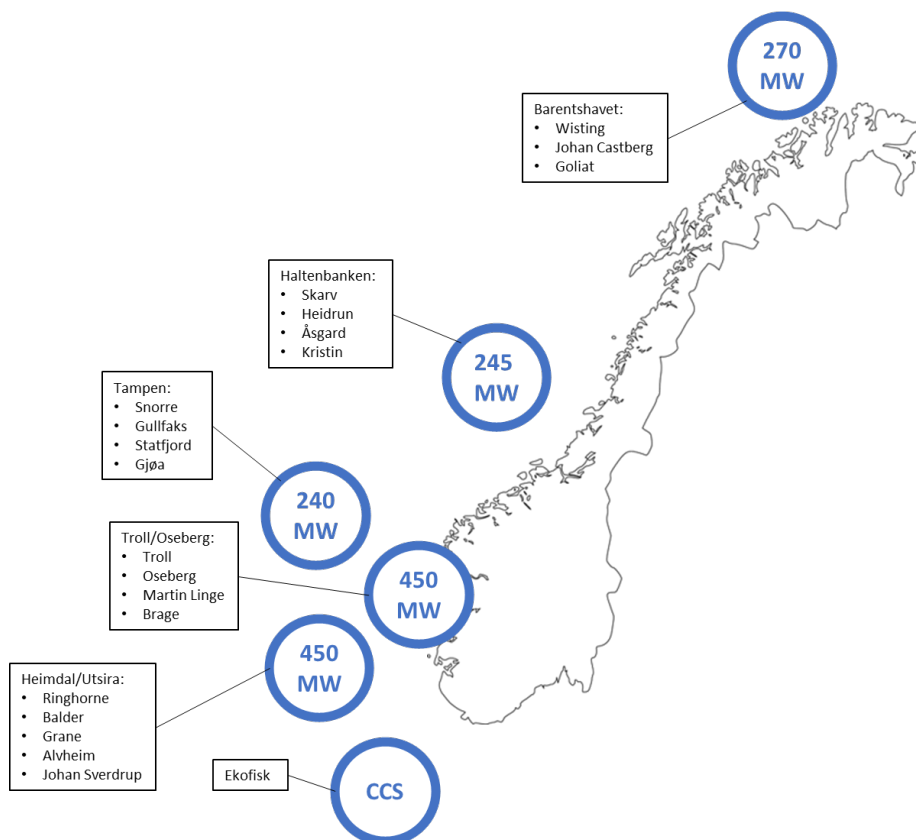 270
MW
Barentshavet:
• Wisting
• Johan Castberg
• Goliat
Haltenbanken:
• Skarv
• Heidrun
• Åsgard
• Kristin
245
MW
Tampen:
• Snorre
• Gullfaks
• Statfjord
• Gjøa
240
MW
Troll/Oseberg:
• Troll
• Oseberg
• Martin Linge
• Brage
450
MW
Heimdal/Utsira:
• Ringhorne
• Balder
• Grane
• Alvheim
• Johan Sverdrup
450
MW
Ekofisk
CCS